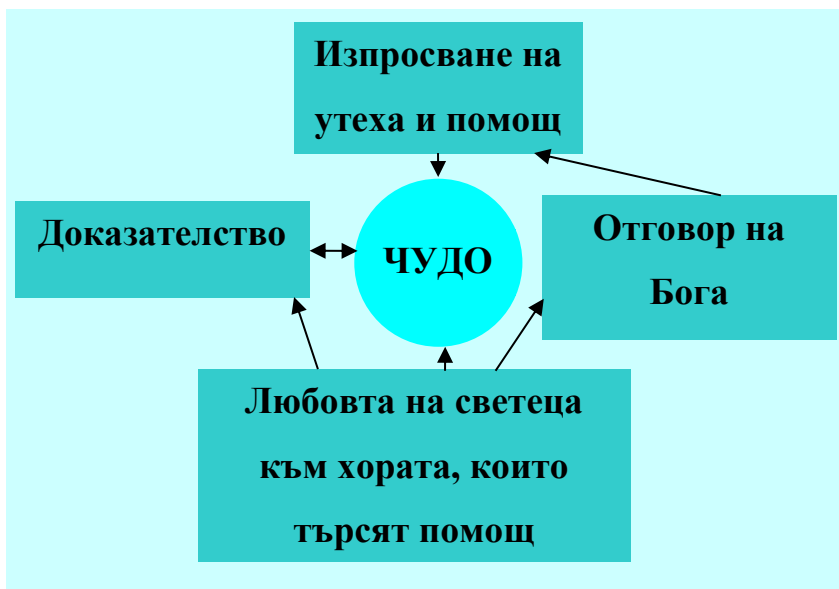 Изпросване на
утеха и помощ
Доказателство
ЧУДО
Отговор на
Бога
Любовта на светеца
към хората, които
търсят помощ